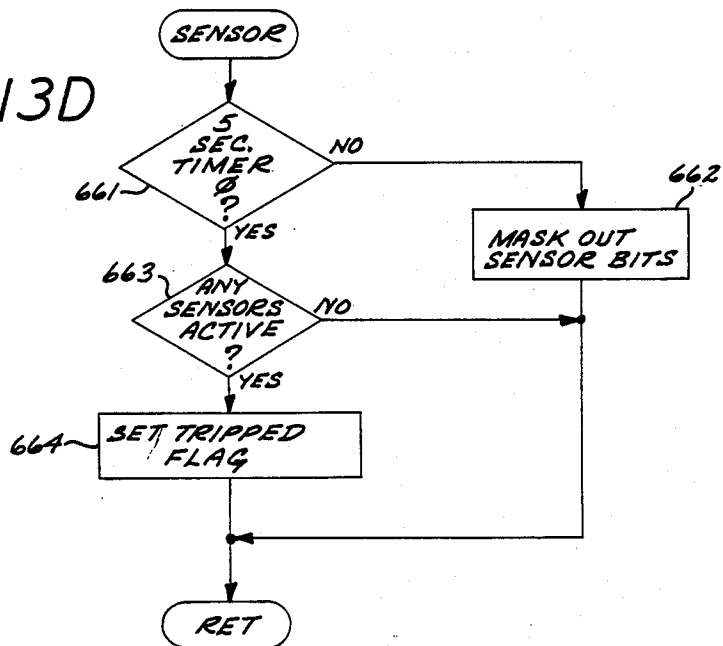 SENSOR
13D
5
SEC.
TIMER
Ø
?
661
NO
YES
662
MASK OUT
SENSOR BITS
663
ANY
SENSORS
ACTIVE
?
NO
YES
664
SET TRIPPED
FLAG
RET